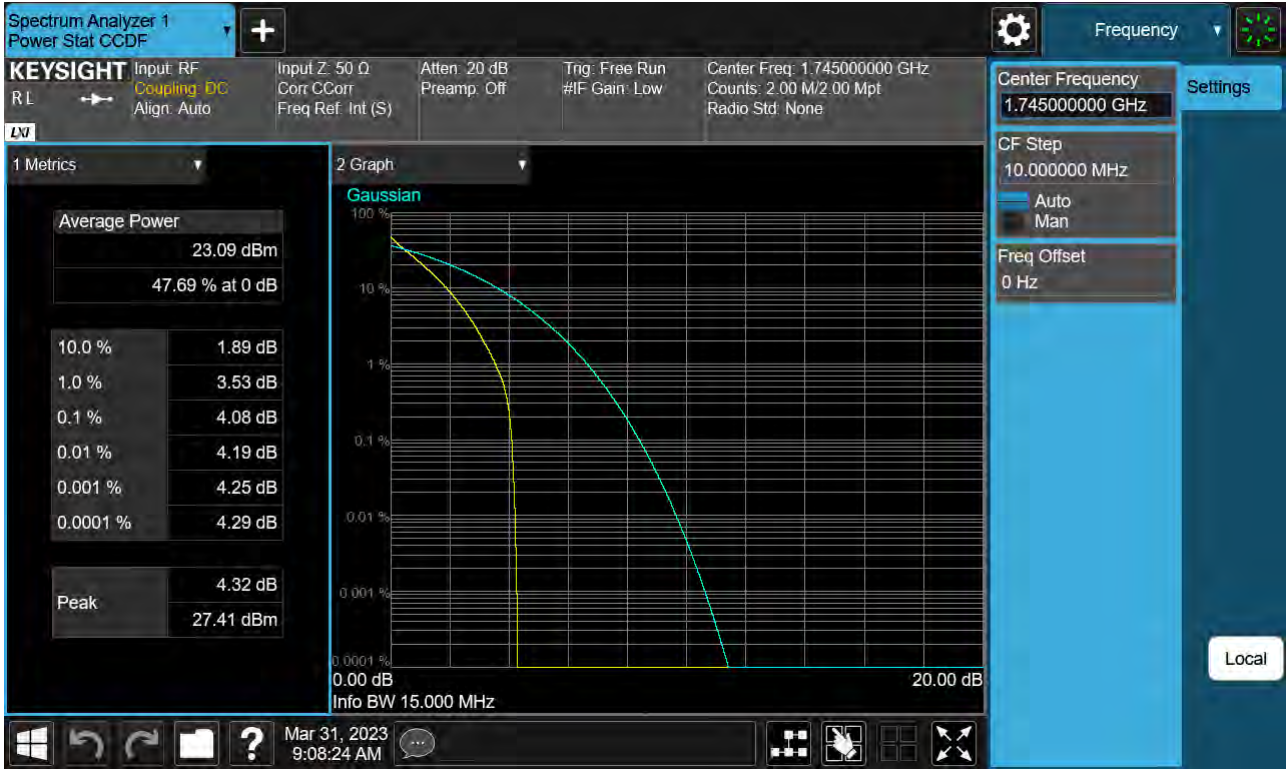 Spectrum Analyzer 1
Power Stat CCDF
+
Frequency
KEYSIGHT
R L
LXI
Input: RF
Coupling: DC
Align: Auto
Input Z: 50 Ω
Corr CCorr
Freq Ref: Int (S)
Atten: 20 dB
Preamp: Off
Trig: Free Run
#IF Gain: Low
Center Freq: 1.745000000 GHz
Counts: 2.00 M/2.00 Mpt
Radio Std: None
Center Frequency
1.745000000 GHz
Settings
CF Step
10.000000 MHz
Auto
Man
Freq Offset
0 Hz
Local
1 Metrics
Average Power
23.09 dBm
47.69 % at 0 dB
10.0 % 1.89 dB
1.0 % 3.53 dB
0.1 % 4.08 dB
0.01 % 4.19 dB
0.001 % 4.25 dB
0.0001 % 4.29 dB
Peak
4.32 dB
27.41 dBm
2 Graph
Gaussian
100 %
10 %
1 %
0.1 %
0.01 %
0.001 %
0.0001 %
0.00 dB 20.00 dB
Info BW 15.000 MHz
?
Mar 31, 2023
9:08:24 AM